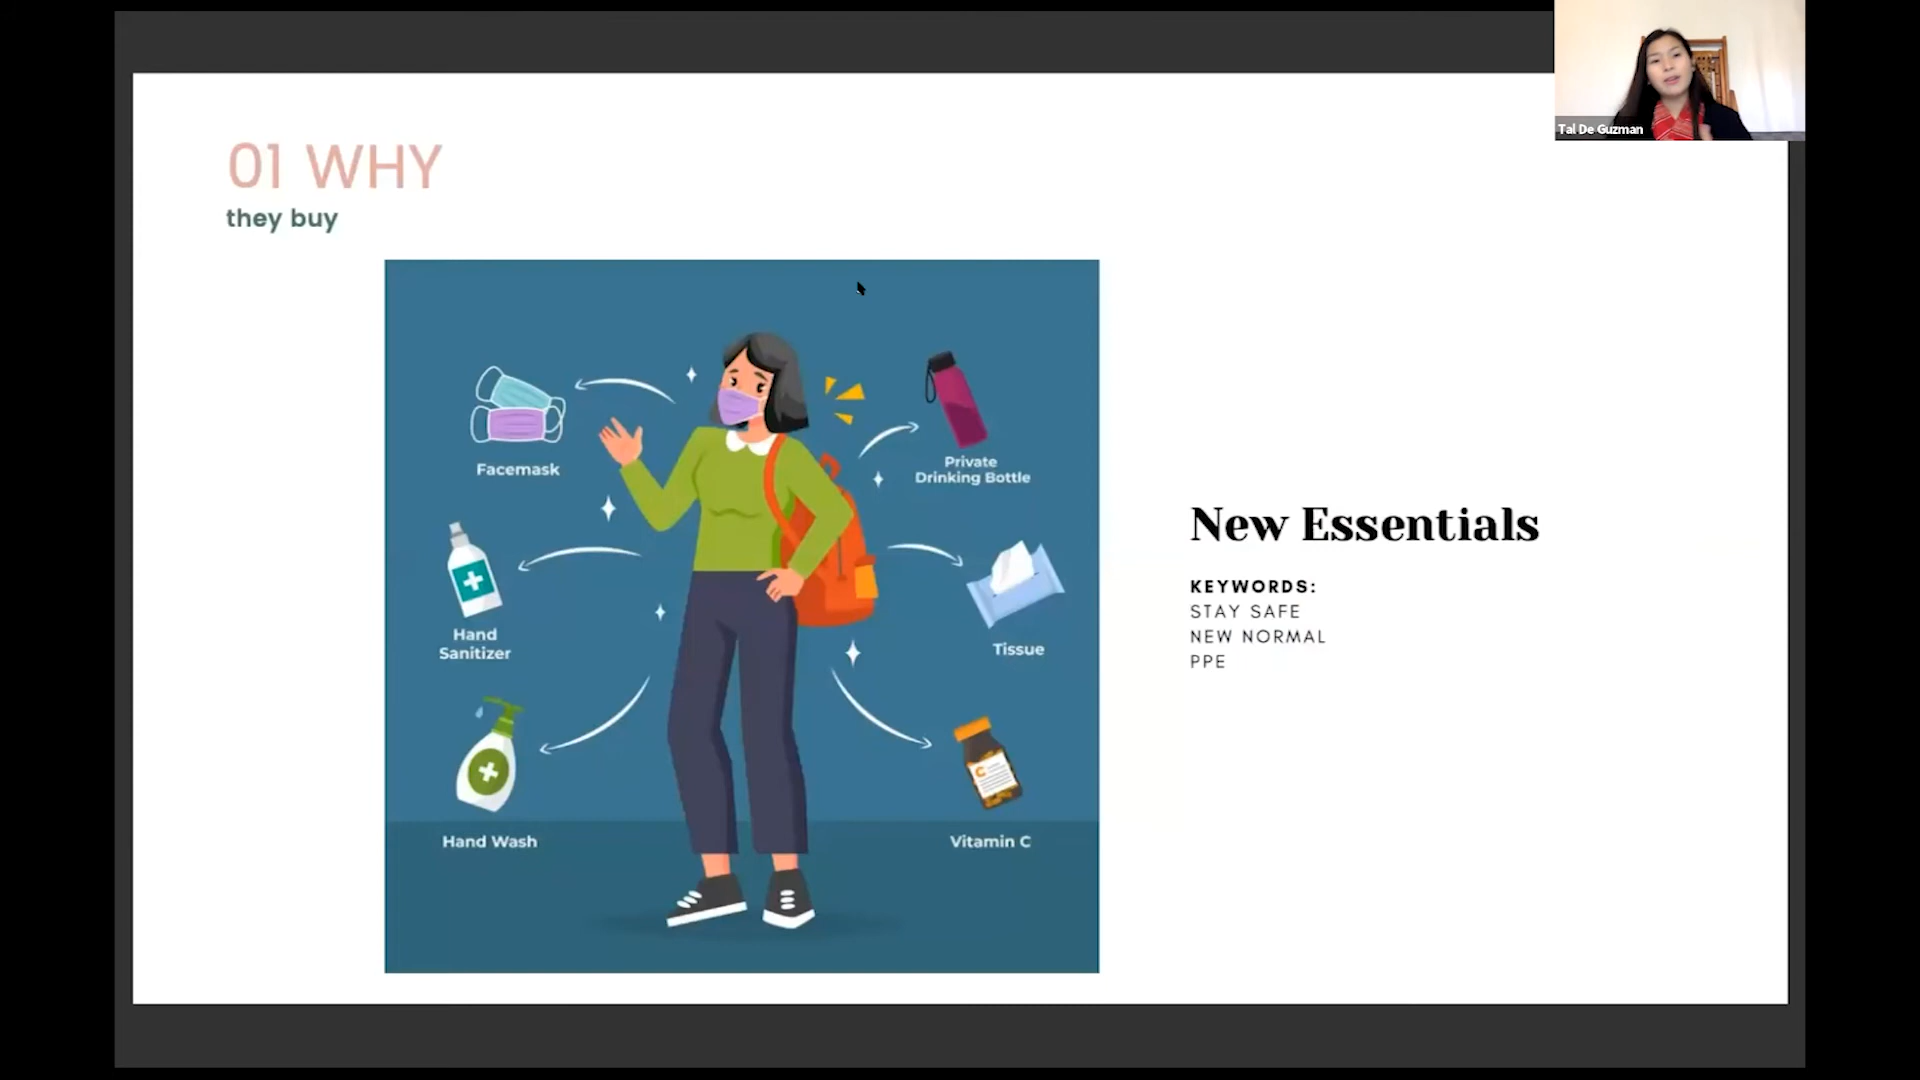 Tal De Guzman
01 WHY
they buy
Facemask
Private
Drinking Bottle
Hand
Sanitizer
Tissue
Hand Wash
C
Vitamin C
New Essentials
KEYWORDS:
STAY SAFE
NEW NORMAL
PPE